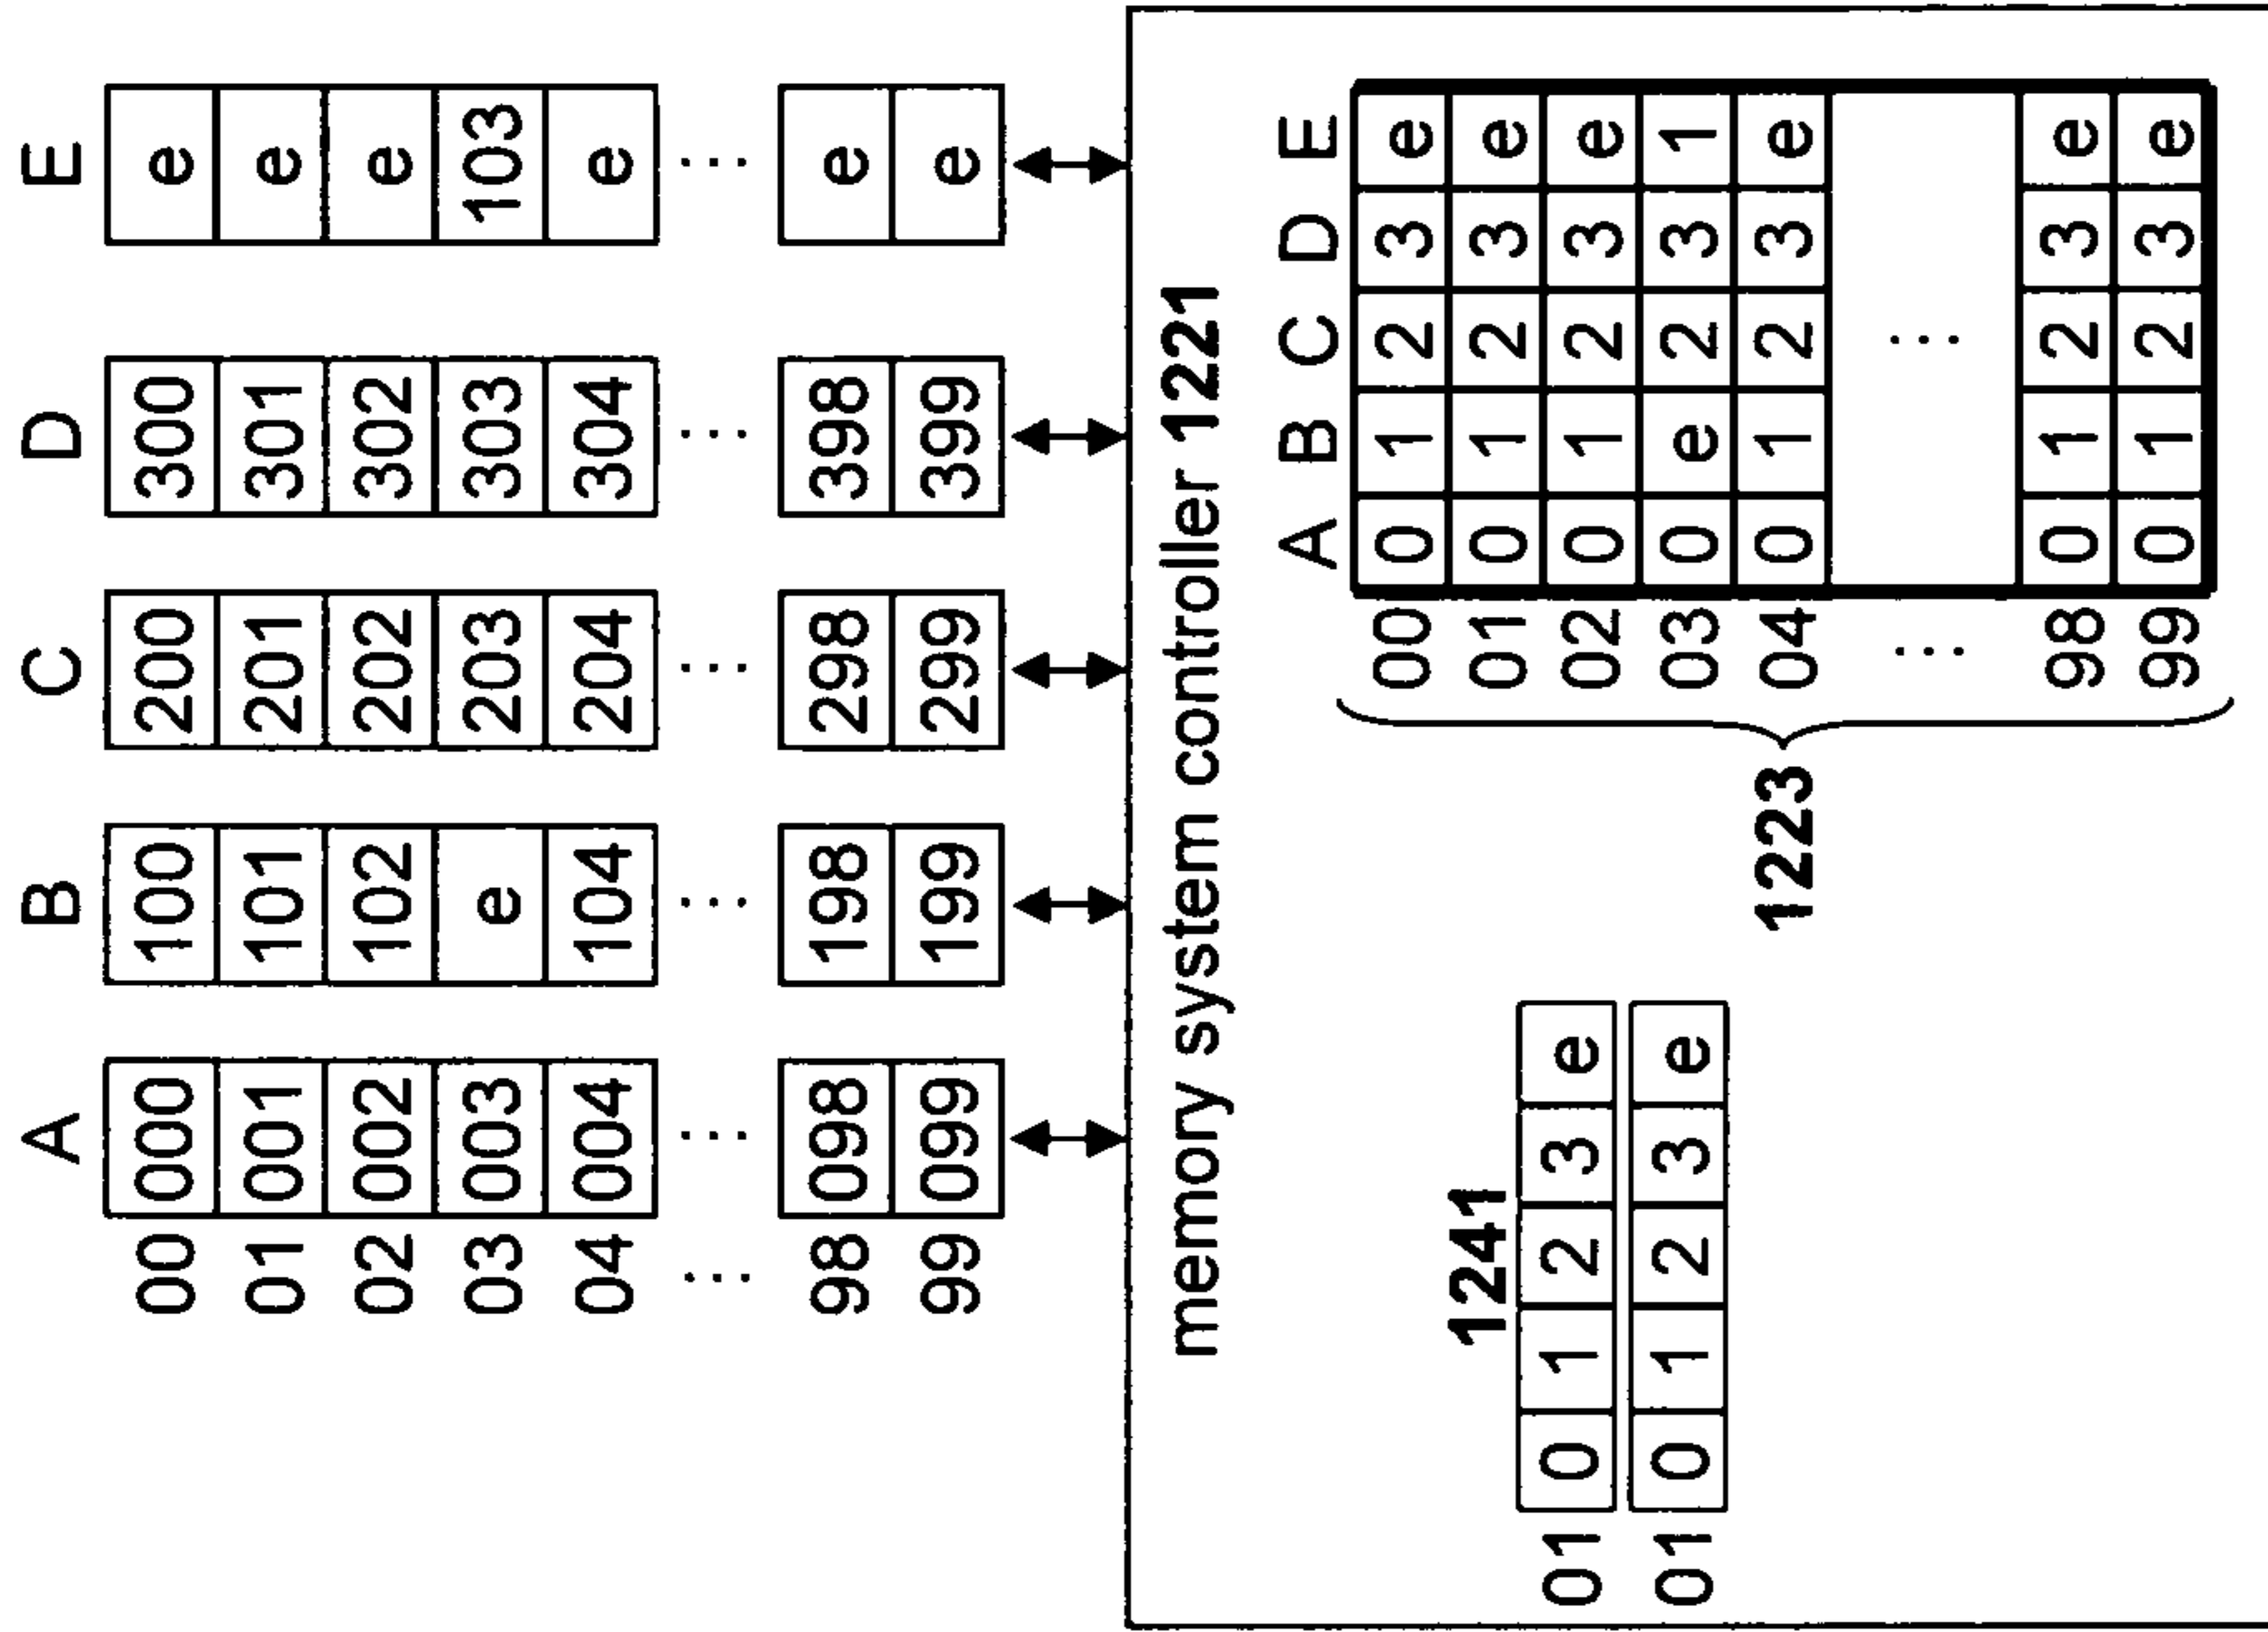 A B C D E
00 000 100 200 300 e
01 001 101 201 301 e
02 002 102 202 302 e
03 003 e 203 303 103
04 004 104 204 304 e
... ... ... ... ... ...
98 098 198 298 398 e
99 099 199 299 399 e
memory system controller 1221
1241
01 0 1 2 3 e
01 0 1 2 3 e
1223
A B C D E
00 0 1 2 3 e
01 0 1 2 3 e
02 0 1 2 3 e
03 0 e 2 3 1
04 0 1 2 3 e
... ...
98 0 1 2 3 e
99 0 1 2 3 e